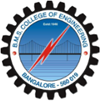 B.M.S. COLLEGE OF ENGINEERING
BANGALORE - 560 019